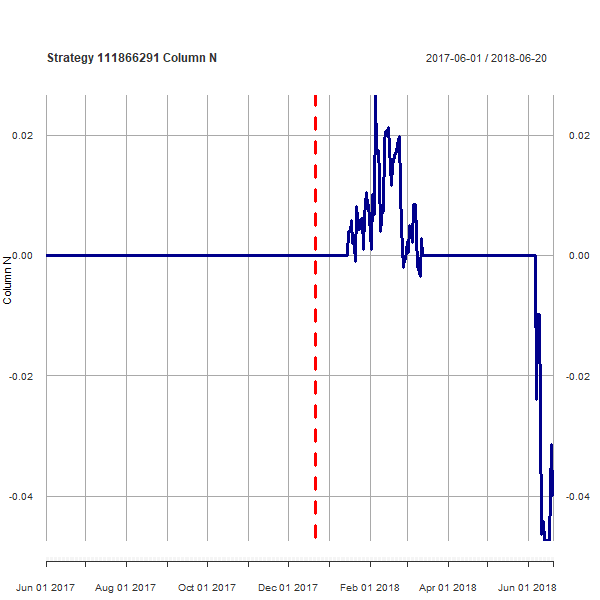 Strategy 111866291 Column N
2017-06-01 / 2018-06-20
0.02 0.02
0.00 0.00
Column N
-0.02 -0.02
-0.04 -0.04
Jun 01 2017 Aug 01 2017 Oct 01 2017 Dec 01 2017 Feb 01 2018 Apr 01 2018 Jun 01 2018